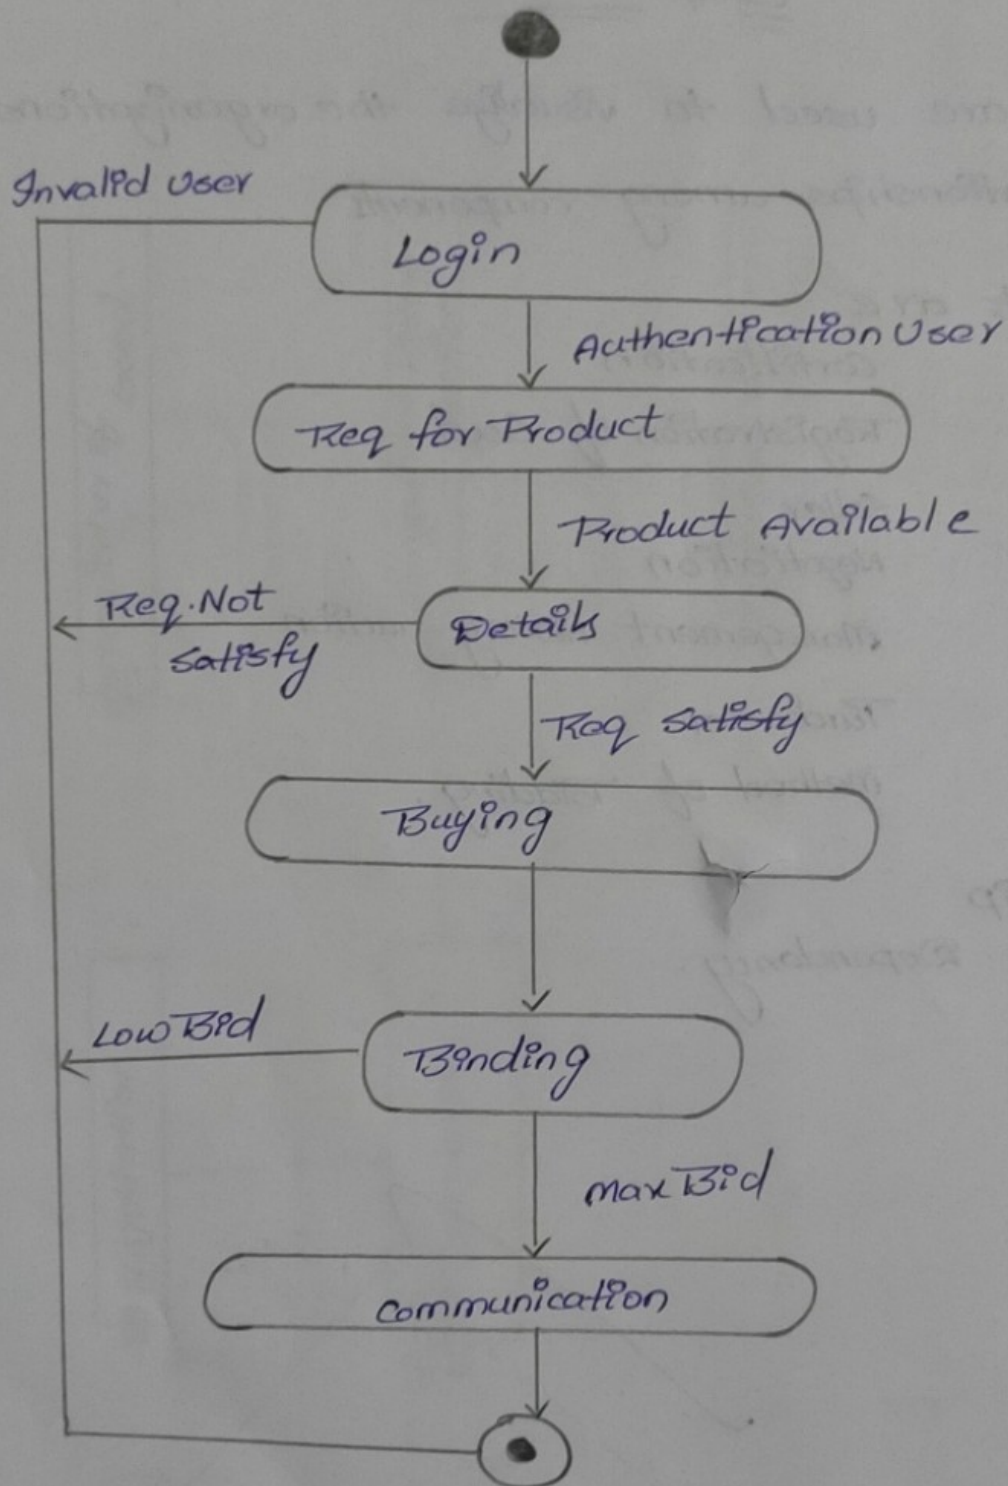 Invalid User
Login
Authentication User
Req for Product
Product Available
Req. Not
Satisfy
Details
Req Satisfy
Buying
Low Bid
Binding
Max Bid
Communication